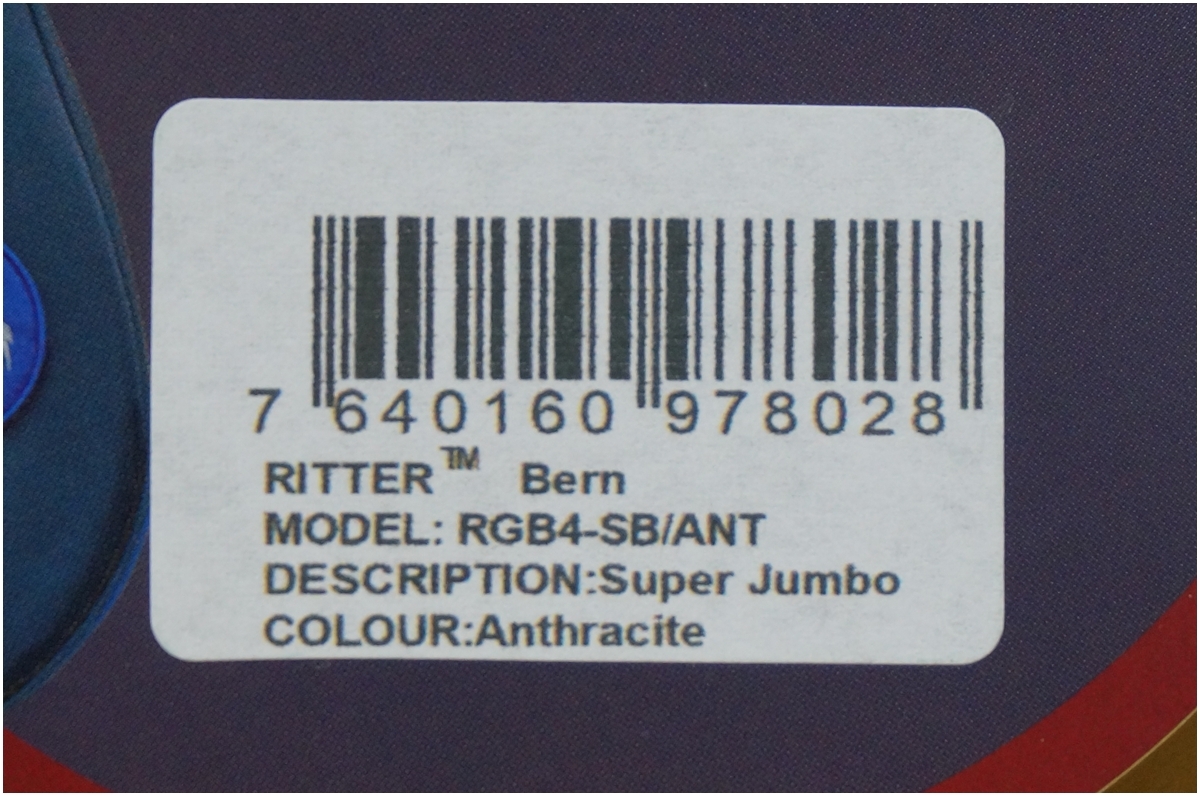 7 640160 978028
RITTER™ Bern
MODEL: RGB4-SB/ANT
DESCRIPTION:Super Jumbo
COLOUR:Anthracite